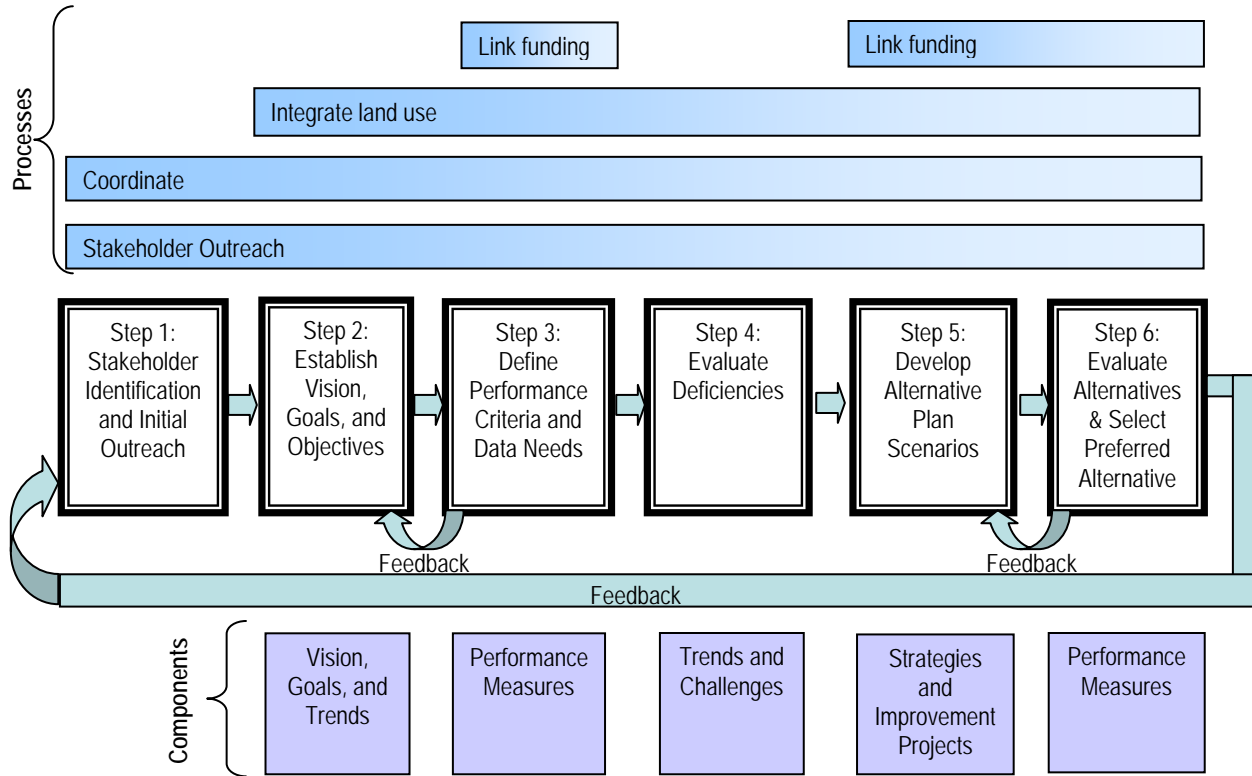 Processes
Link funding
Link funding
Integrate land use
Coordinate
Stakeholder Outreach
Step 1:
Stakeholder
Identification
and Initial
Outreach
Step 2:
Establish
Vision,
Goals, and
Objectives
Step 3:
Define
Performance
Criteria and
Data Needs
Step 4:
Evaluate
Deficiencies
Step 5:
Develop
Alternative
Plan
Scenarios
Step 6:
Evaluate
Alternatives
& Select
Preferred
Alternative
Feedback
Feedback
Feedback
Components
Vision,
Goals, and
Trends
Performance
Measures
Trends and
Challenges
Strategies
and
Improvement
Projects
Performance
Measures